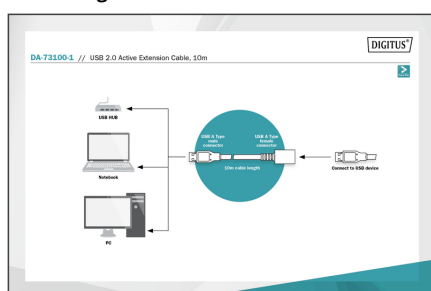 DIGITUS®
DA-73100-1 // USB 2.0 Active Extension Cable, 10m
USB HUB
USB A Type
male
connector
USB A Type
female
connector
10m cable length
Notebook
Connect to USB device
PC